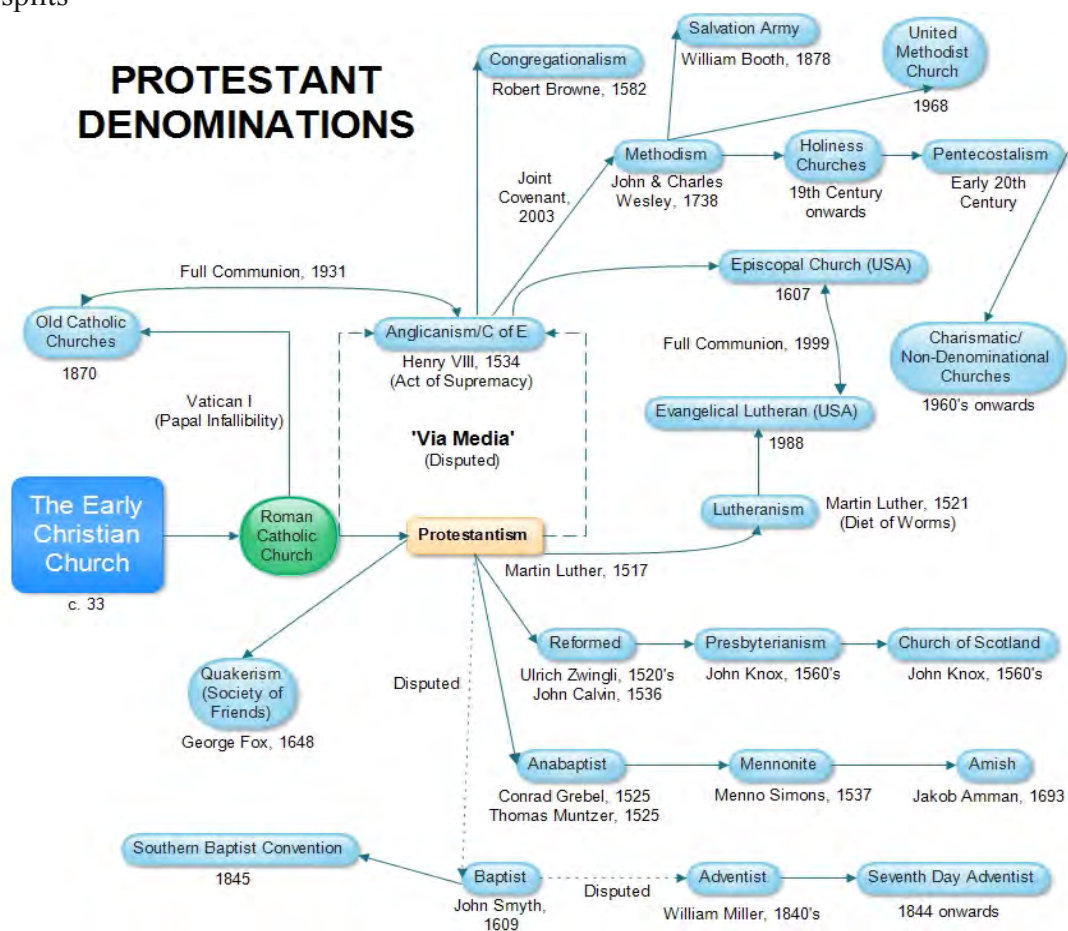 splits
PROTESTANT
DENOMINATIONS
Congregationalism
Robert Browne, 1582
Salvation Army
William Booth, 1878
United
Methodist
Church
1968
Joint
Covenant,
2003
Methodism
John & Charles
Wesley, 1738
Holiness
Churches
19th Century
onwards
Pentecostalism
Early 20th
Century
Full Communion, 1931
Episcopal Church (USA)
1607
Old Catholic
Churches
1870
Anglicanism/C of E
Henry VIII, 1534
(Act of Supremacy)
Full Communion, 1999
Charismatic/
Non-Denominational
Churches
1960's onwards
Vatican I
(Papal Infallibility)
Evangelical Lutheran (USA)
1988
'Via Media'
(Disputed)
The Early
Christian
Church
c. 33
Roman
Catholic
Church
Protestantism
Lutheranism
Martin Luther, 1521
(Diet of Worms)
Martin Luther, 1517
Reformed
Ulrich Zwingli, 1520's
John Calvin, 1536
Presbyterianism
John Knox, 1560's
Church of Scotland
John Knox, 1560's
Quakerism
(Society of
Friends)
George Fox, 1648
Disputed
Anabaptist
Conrad Grebel, 1525
Thomas Muntzer, 1525
Mennonite
Menno Simons, 1537
Amish
Jakob Amman, 1693
Southern Baptist Convention
1845
Baptist
John Smyth,
1609
Disputed
Adventist
William Miller, 1840's
Seventh Day Adventist
1844 onwards